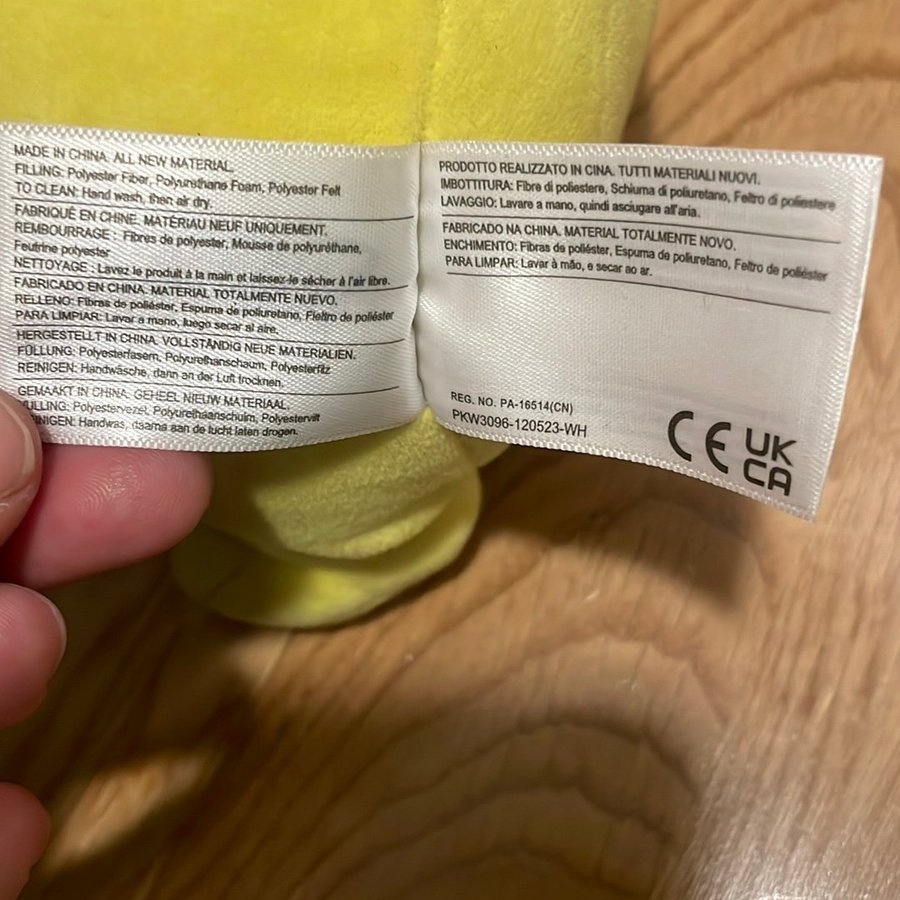 MADE IN CHINA. ALL NEW MATERIAL.
FILLING: Polyester Fiber, Polyurethane Foam, Polyester Felt
TO CLEAN: Hand wash, then air dry.
FABRIQUÉ EN CHINE. MATÉRIAU NEUF UNIQUEMENT.
REMBOURRAGE : Fibres de polyester, Mousse de polyuréthane,
Feutrine polyester
NETTOYAGE : Lavez le produit à la main et laissez-le sécher à l'air libre.
FABRICADO EN CHINA. MATERIAL TOTALMENTE NUEVO.
RELLENO: Fibras de poliéster, Espuma de poliuretano, Fieltro de poliéster
PARA LIMPIAR: Lavar a mano, luego secar al aire.
HERGESTELLT IN CHINA. VOLLSTÄNDIG NEUE MATERIALIEN.
FÜLLUNG: Polyesterfasern, Polyurethanschaum, Polyesterfilz
REINIGEN: Handwäsche, dann an der Luft trocknen.
GEMAAKT IN CHINA. GEHEEL NIEUW MATERIAAL.
VULLING: Polyestervezel, Polyurethaanschuim, Polyestervilt
Handwas, daarna aan de lucht laten drogen.
PRODOTTO REALIZZATO IN CINA. TUTTI MATERIALI NUOVI.
IMBOTTITURA: Fibre di poliestere, Schiuma di poliuretano, Feltro di poliestere
LAVAGGIO: Lavare a mano, quindi asciugare all'aria.
FABRICADO NA CHINA. MATERIAL TOTALMENTE NOVO.
ENCHIMENTO: Fibras de poliéster, Espuma de poliuretano, Feltro de poliéster
PARA LIMPAR: Lavar à mão, e secar ao ar.
REG. NO. PA-16514(CN)
PKW3096-120523-WH
CE UK
CA